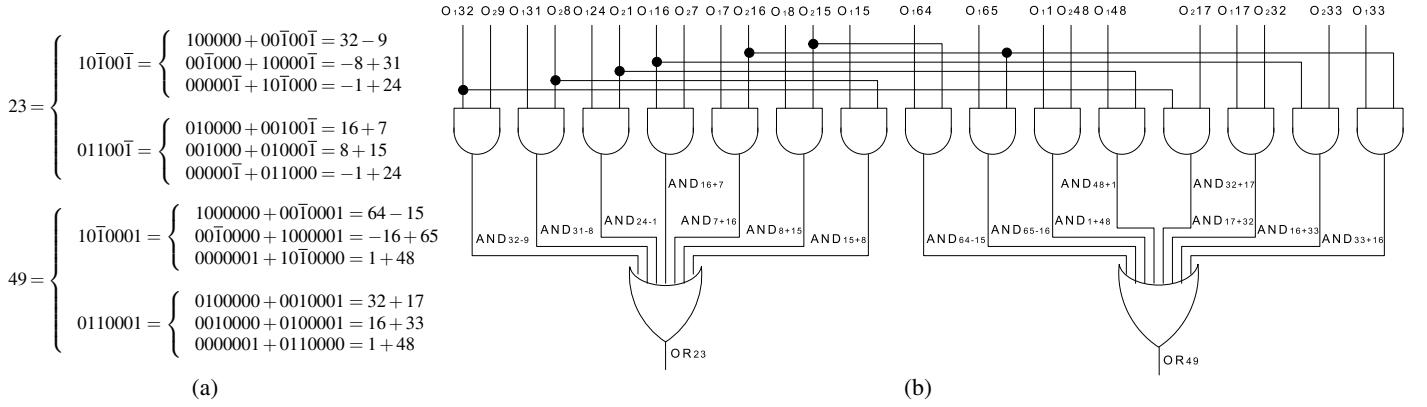 23 =
101̅001̅ =
100000 + 001̅001̅ = 32 − 9
001̅000 + 100001̅ = −8 + 31
000001̅ + 101̅000 = −1 + 24
011001̅ =
010000 + 001001̅ = 16 + 7
001000 + 010001̅ = 8 + 15
000001̅ + 011000 = −1 + 24
49 =
101̅0001 =
1000000 + 001̅0001 = 64 − 15
001̅0000 + 1000001 = −16 + 65
0000001 + 101̅0000 = 1 + 48
0110001 =
0100000 + 0010001 = 32 + 17
0010000 + 0100001 = 16 + 33
0000001 + 0110000 = 1 + 48
(a)
O₁32 O₂9 O₁31 O₂8 O₁24 O₂1 O₁16 O₂7 O₁7 O₂16 O₁8 O₂15 O₁15 O₁64 O₁65 O₁1 O₂48 O₁48 O₂17 O₁17 O₂32 O₂33 O₁33
AND16+7 AND48+1 AND32+17
AND24-1 AND7+16 AND1+48 AND17+32
AND32-9 AND31-8 AND8+15 AND15+8 AND64-15 AND65-16 AND16+33 AND33+16
OR23 OR49
(b)